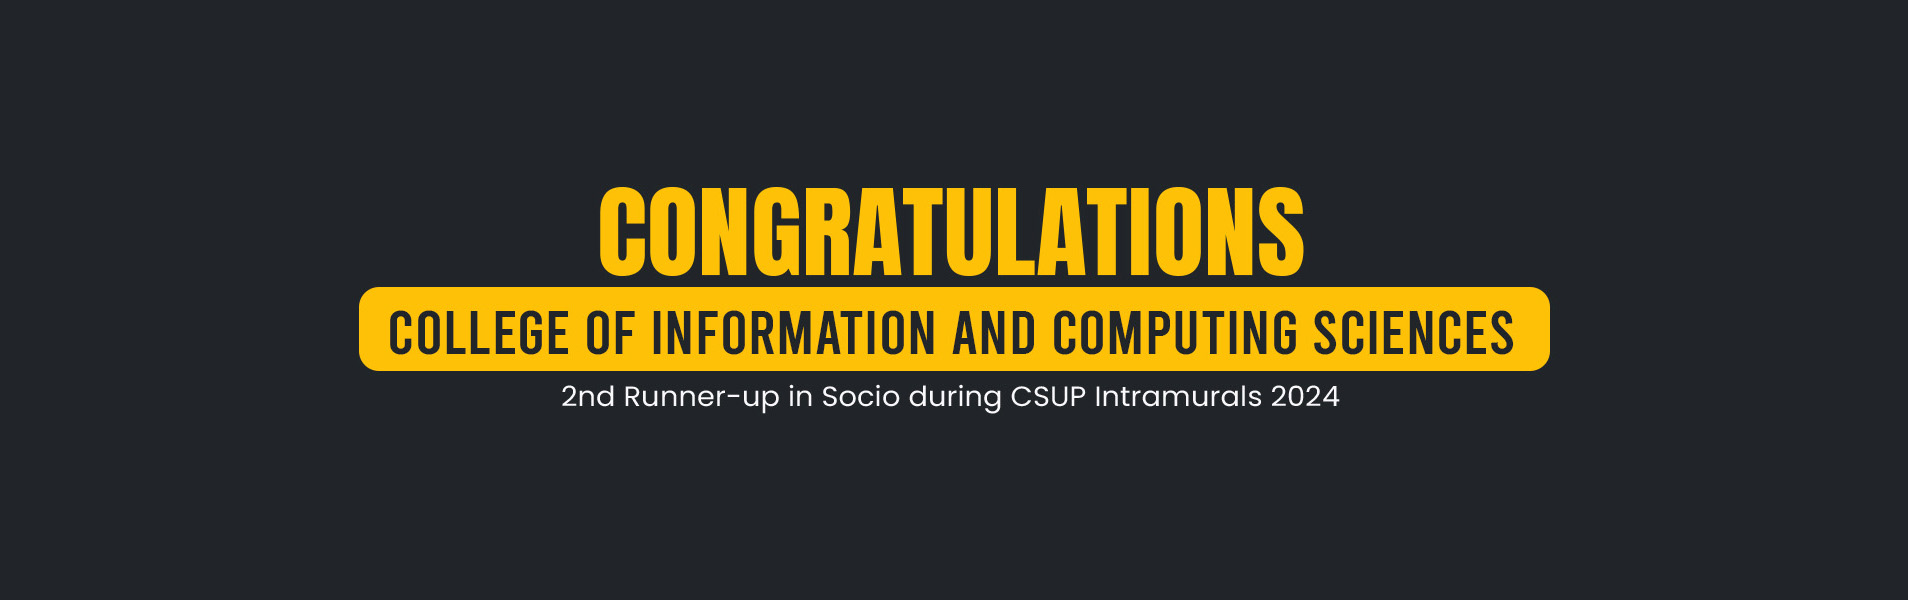 CONGRATULATIONS
COLLEGE OF INFORMATION AND COMPUTING SCIENCES
2nd Runner-up in Socio during CSUP Intramurals 2024